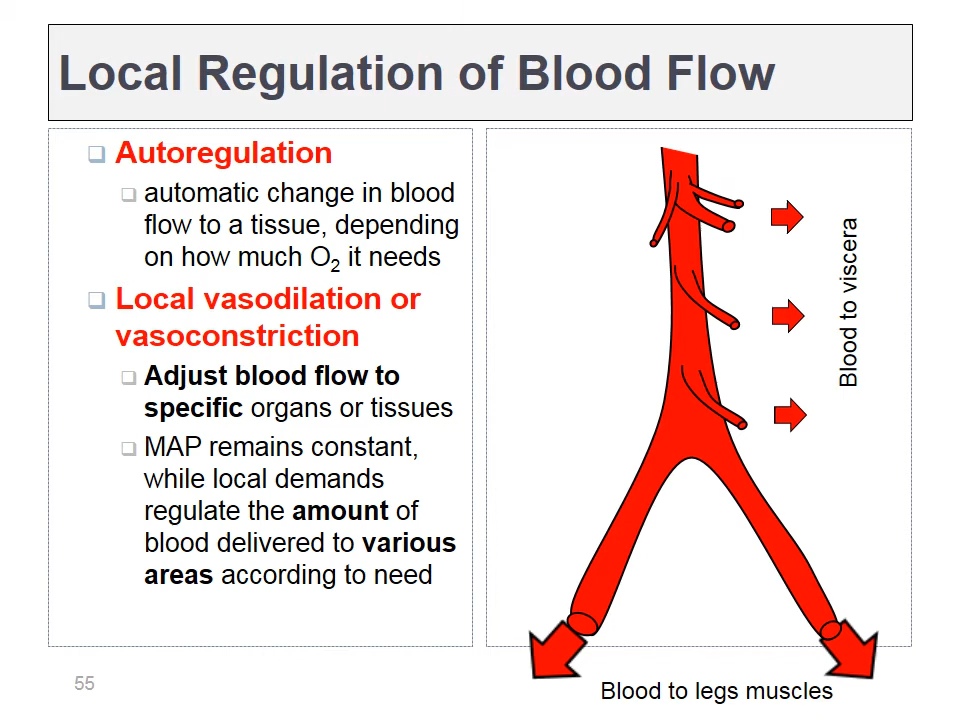 Local Regulation of Blood Flow
Autoregulation
automatic change in blood
flow to a tissue, depending
on how much O₂ it needs
Local vasodilation or
vasoconstriction
Adjust blood flow to
specific organs or tissues
MAP remains constant,
while local demands
regulate the amount of
blood delivered to various
areas according to need
Blood to viscera
Blood to legs muscles
55